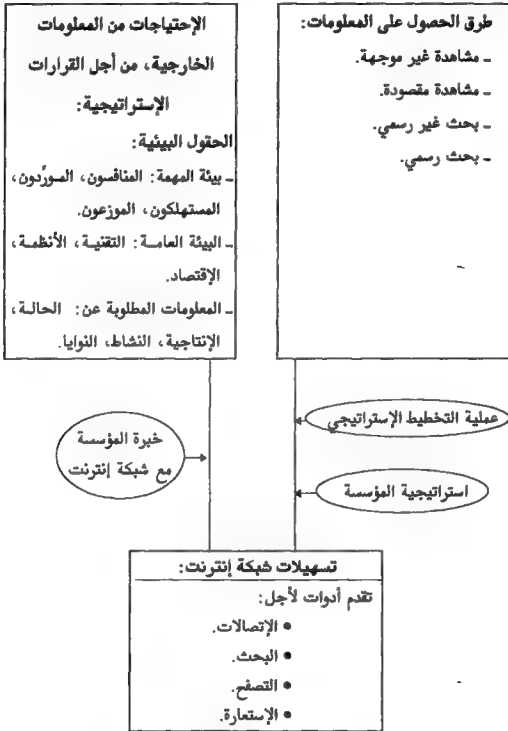 طرق الحصول على المعلومات:
ـ مشاهدة غير موجهة.
ـ مشاهدة مقصودة.
ـ بحث غير رسمي.
ـ بحث رسمي.
الإحتياجات من المعلومات
الخارجية، من أجل القرارات
الإستراتيجية:
الحقول البيئية:
ـ بيئة المهمة: المنافسون، المورِّدون،
المستهلكون، الموزعون.
ـ البيئة العامة: التقنية، الأنظمة،
الإقتصاد.
ـ المعلومات المطلوبة عن: الحالة،
الإنتاجية، النشاط، النوايا.
عملية التخطيط الإستراتيجي
استراتيجية المؤسسة
خبرة المؤسسة
مع شبكة إنترنت
تسهيلات شبكة إنترنت:
تقدم أدوات لأجل:
● الإتصالات.
● البحث.
● التصفح.
● الإستعارة.